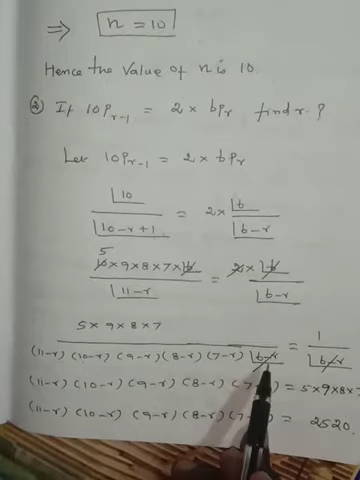 ⇒ n = 10
Hence the Value of n is 10.
② If 10Pr-1 = 2 × 6Pr find r.?
Let 10Pr-1 = 2 × 6Pr
|10 / |10-r+1 = 2× |6 / |6-r
5
10×9×8×7×|6 / |11-r = 2×|6 / |6-r
5×9×8×7 / (11-r) (10-r) (9-r) (8-r) (7-r) |6-r = 1 / |6-r
(11-r) (10-r) (9-r) (8-r) (7 ) = 5×9×8×7
(11-r) (10-r) (9-r) (8-r) (7 ) = 2520.